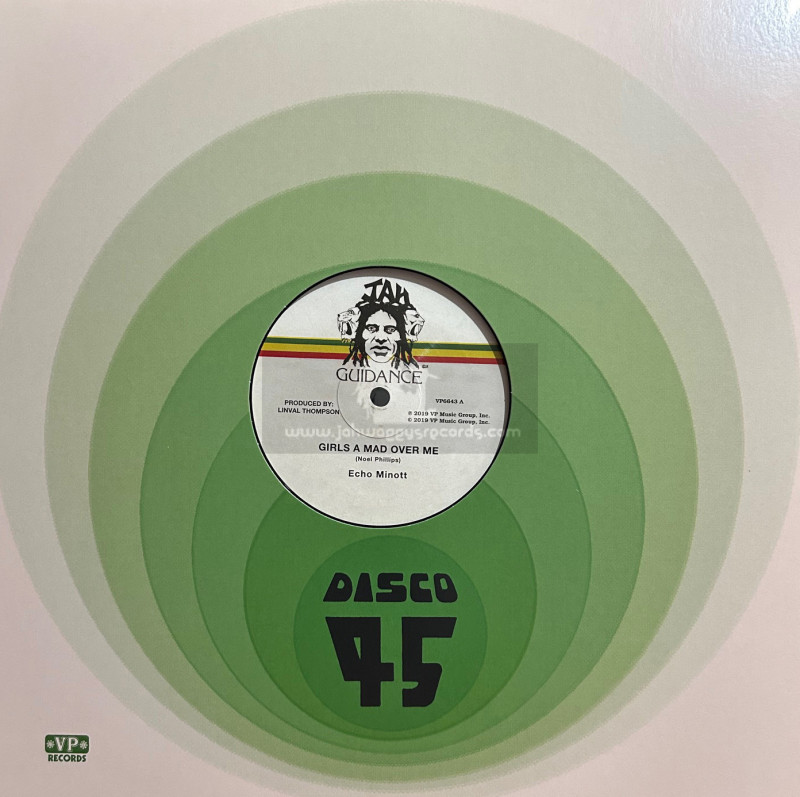 JAH
GUIDANCE
PRODUCED BY:
LINVAL THOMPSON
VP6643 A
℗ 2019 VP Music Group, Inc.
© 2019 VP Music Group, Inc.
www.jahwaggysrecords.com
GIRLS A MAD OVER ME
(Noel Phillips)
Echo Minott
DISCO
45
VP
RECORDS